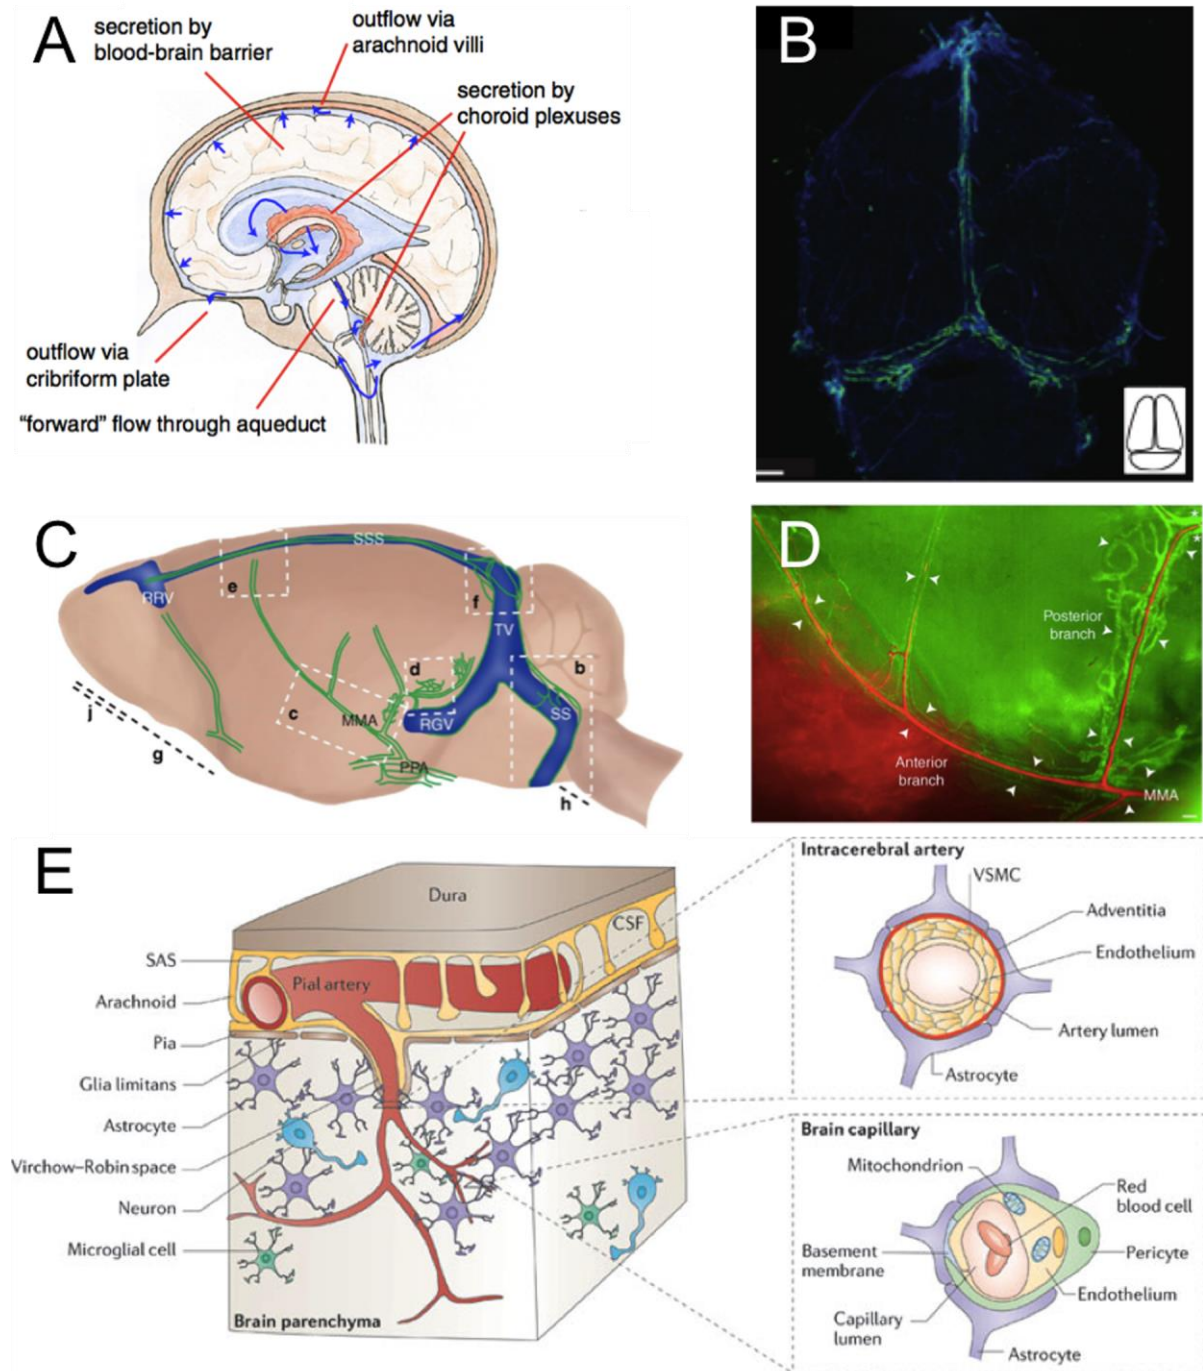 A
secretion by
blood-brain barrier
outflow via
arachnoid villi
secretion by
choroid plexuses
outflow via
cribriform plate
“forward” flow through aqueduct
B
C
SSS
RRV
e
f
TV
d
b
c
MMA
RGV
SS
PPA
j
g
h
D
Posterior
branch
Anterior
branch
MMA
E
Dura
CSF
SAS
Pial artery
Arachnoid
Pia
Glia limitans
Astrocyte
Virchow–Robin space
Neuron
Microglial cell
Brain parenchyma
Intracerebral artery
VSMC
Adventitia
Endothelium
Artery lumen
Astrocyte
Brain capillary
Mitochondrion
Red
blood cell
Basement
membrane
Pericyte
Endothelium
Capillary
lumen
Astrocyte